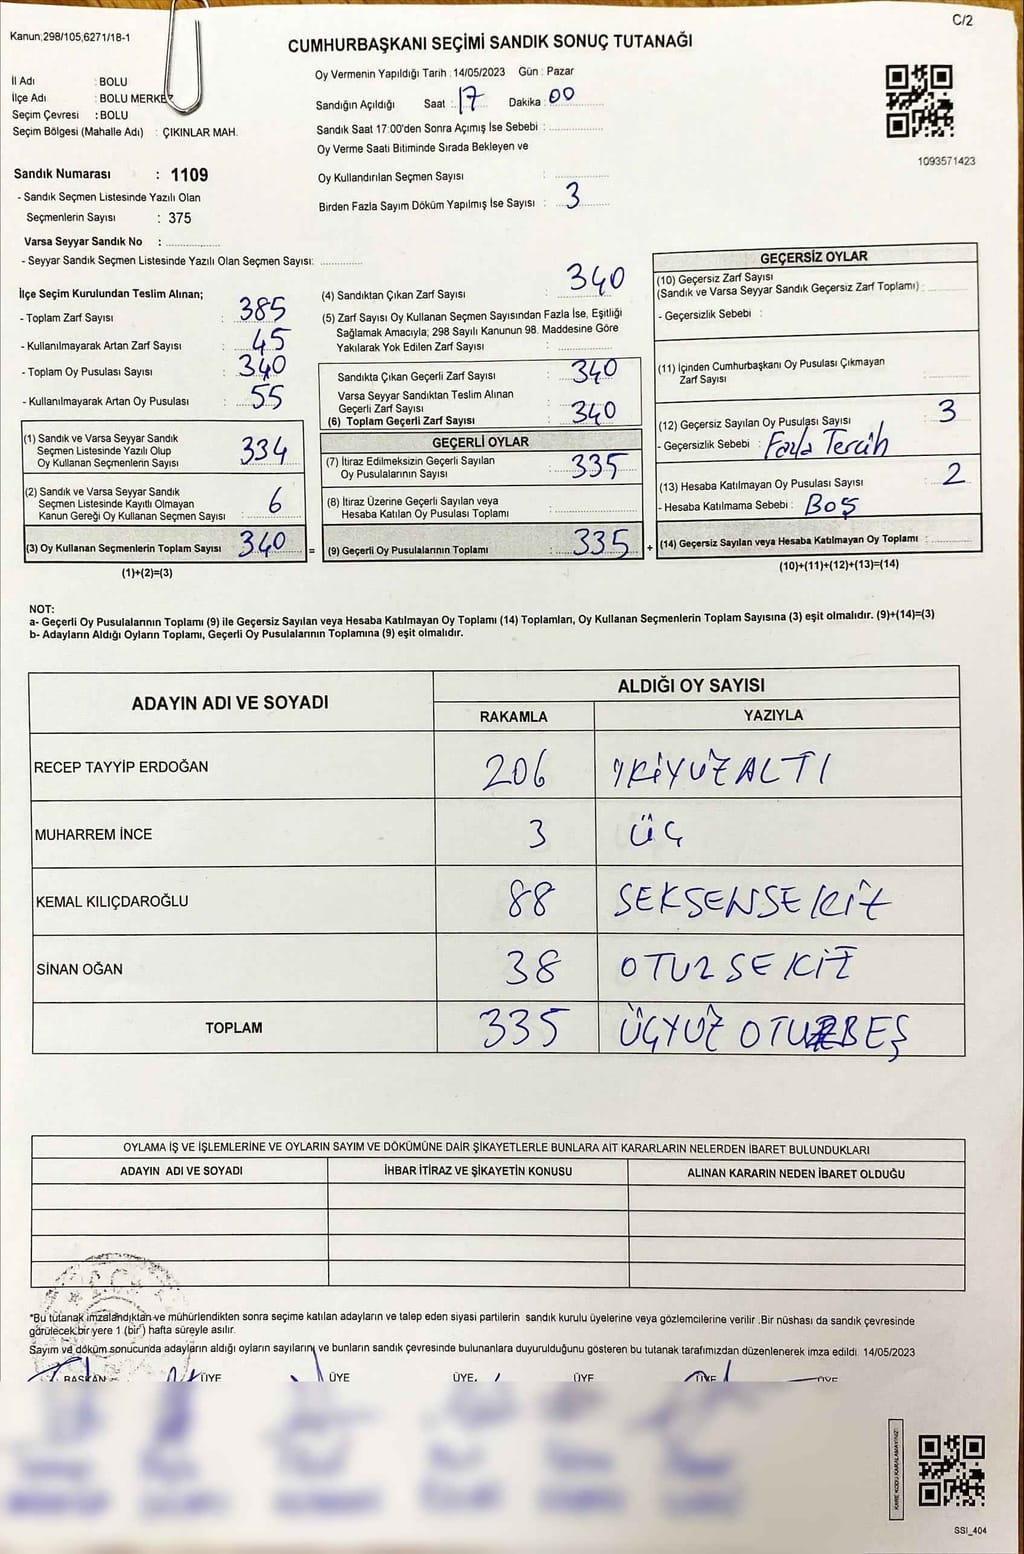 C/2
Kanun;298/105,6271/18-1
CUMHURBAŞKANI SEÇİMİ SANDIK SONUÇ TUTANAĞI
İl Adı : BOLU
İlçe Adı : BOLU MERKEZ
Seçim Çevresi : BOLU
Seçim Bölgesi (Mahalle Adı) : ÇIKINLAR MAH.
Sandık Numarası : 1109
- Sandık Seçmen Listesinde Yazılı Olan
Seçmenlerin Sayısı : 375
Varsa Seyyar Sandık No :
- Seyyar Sandık Seçmen Listesinde Yazılı Olan Seçmen Sayısı:
Oy Vermenin Yapıldığı Tarih : 14/05/2023 Gün : Pazar
Sandığın Açıldığı Saat : 17 Dakika : 00
Sandık Saat 17:00'den Sonra Açımış İse Sebebi :
Oy Verme Saati Bitiminde Sırada Bekleyen ve
Oy Kullandırılan Seçmen Sayısı :
Birden Fazla Sayım Döküm Yapılmış İse Sayısı : 3
1093571423
İlçe Seçim Kurulundan Teslim Alınan;
- Toplam Zarf Sayısı : 385
- Kullanılmayarak Artan Zarf Sayısı : 45
- Toplam Oy Pusulası Sayısı : 340
- Kullanılmayarak Artan Oy Pusulası : 55
(1) Sandık ve Varsa Seyyar Sandık
Seçmen Listesinde Yazılı Olup
Oy Kullanan Seçmenlerin Sayısı 334
(2) Sandık ve Varsa Seyyar Sandık
Seçmen Listesinde Kayıtlı Olmayan
Kanun Gereği Oy Kullanan Seçmen Sayısı : 6
(3) Oy Kullanan Seçmenlerin Toplam Sayısı 340 =
(1)+(2)=(3)
(4) Sandıktan Çıkan Zarf Sayısı : 340
(5) Zarf Sayısı Oy Kullanan Seçmen Sayısından Fazla İse, Eşitliği
Sağlamak Amacıyla; 298 Sayılı Kanunun 98. Maddesine Göre
Yakılarak Yok Edilen Zarf Sayısı :
Sandıkta Çıkan Geçerli Zarf Sayısı : 340
Varsa Seyyar Sandıktan Teslim Alınan
Geçerli Zarf Sayısı :
(6) Toplam Geçerli Zarf Sayısı : 340
GEÇERLİ OYLAR
(7) İtiraz Edilmeksizin Geçerli Sayılan
Oy Pusulalarının Sayısı : 335
(8) İtiraz Üzerine Geçerli Sayılan veya
Hesaba Katılan Oy Pusulası Toplamı :
(9) Geçerli Oy Pusulalarının Toplamı : 335 +
GEÇERSİZ OYLAR
(10) Geçersiz Zarf Sayısı
(Sandık ve Varsa Seyyar Sandık Geçersiz Zarf Toplamı) :
- Geçersizlik Sebebi :
(11) İçinden Cumhurbaşkanı Oy Pusulası Çıkmayan
Zarf Sayısı :
(12) Geçersiz Sayılan Oy Pusulası Sayısı : 3
- Geçersizlik Sebebi : Fazla Tercih
(13) Hesaba Katılmayan Oy Pusulası Sayısı : 2
- Hesaba Katılmama Sebebi : BOŞ
(14) Geçersiz Sayılan veya Hesaba Katılmayan Oy Toplamı :
(10)+(11)+(12)+(13)=(14)
NOT:
a- Geçerli Oy Pusulalarının Toplamı (9) ile Geçersiz Sayılan veya Hesaba Katılmayan Oy Toplamı (14) Toplamları, Oy Kullanan Seçmenlerin Toplam Sayısına (3) eşit olmalıdır. (9)+(14)=(3)
b- Adayların Aldığı Oyların Toplamı, Geçerli Oy Pusulalarının Toplamına (9) eşit olmalıdır.
ADAYIN ADI VE SOYADI ALDIĞI OY SAYISI
RAKAMLA YAZIYLA
RECEP TAYYİP ERDOĞAN 206 İKİYÜZALTI
MUHARREM İNCE 3 ÜÇ
KEMAL KILIÇDAROĞLU 88 SEKSENSEKİZ
SİNAN OĞAN 38 OTUZSEKİZ
TOPLAM 335 ÜÇYÜZ OTUZBEŞ
OYLAMA İŞ VE İŞLEMLERİNE VE OYLARIN SAYIM VE DÖKÜMÜNE DAİR ŞİKAYETLERLE BUNLARA AİT KARARLARIN NELERDEN İBARET BULUNDUKLARI
ADAYIN ADI VE SOYADI İHBAR İTİRAZ VE ŞİKAYETİN KONUSU ALINAN KARARIN NEDEN İBARET OLDUĞU
*Bu tutanak imzalandıktan ve mühürlendikten sonra seçime katılan adayların ve talep eden siyasi partilerin sandık kurulu üyelerine veya gözlemcilerine verilir .Bir nüshası da sandık çevresinde
görülecek bir yere 1 (bir ) hafta süreyle asılır.
Sayım ve döküm sonucunda adayların aldığı oyların sayılarını ve bunların sandık çevresinde bulunanlara duyurulduğunu gösteren bu tutanak tarafımızdan düzenlenerek imza edildi. 14/05/2023
BAŞKAN ÜYE ÜYE ÜYE ÜYE ÜYE ÜYE
KARE KODU KARALAMAYINIZ!
SSI_404